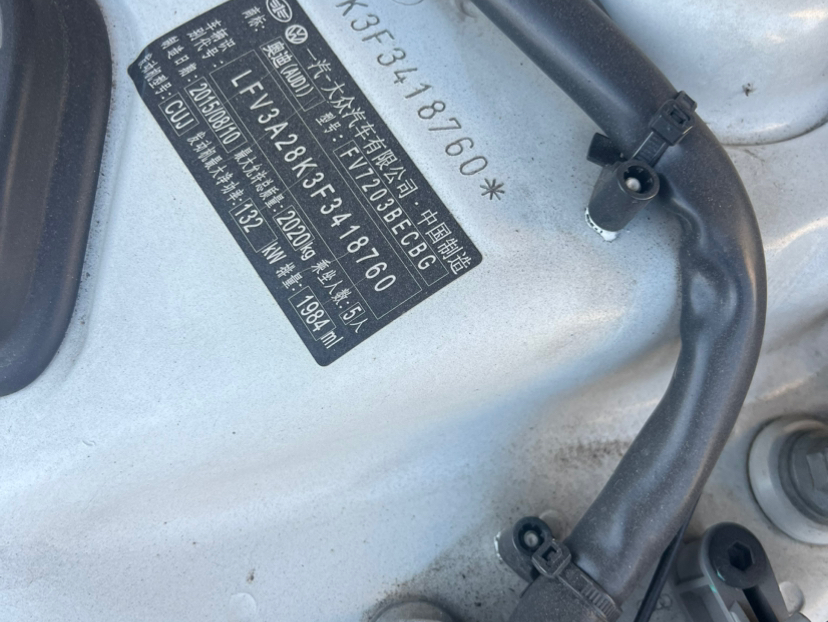 K3F3418760*
一汽-大众汽车有限公司·中国制造
商标: 奥迪(AUDI) 型号: FV7203BECBG
车辆识别代号: LFV3A28K3F3418760
制造日期: 2015/08/10 最大允许总质量: 2020kg 乘坐人数: 5人
发动机型号: CUJ 发动机最大净功率: 132 kW 排量: 1984 ml